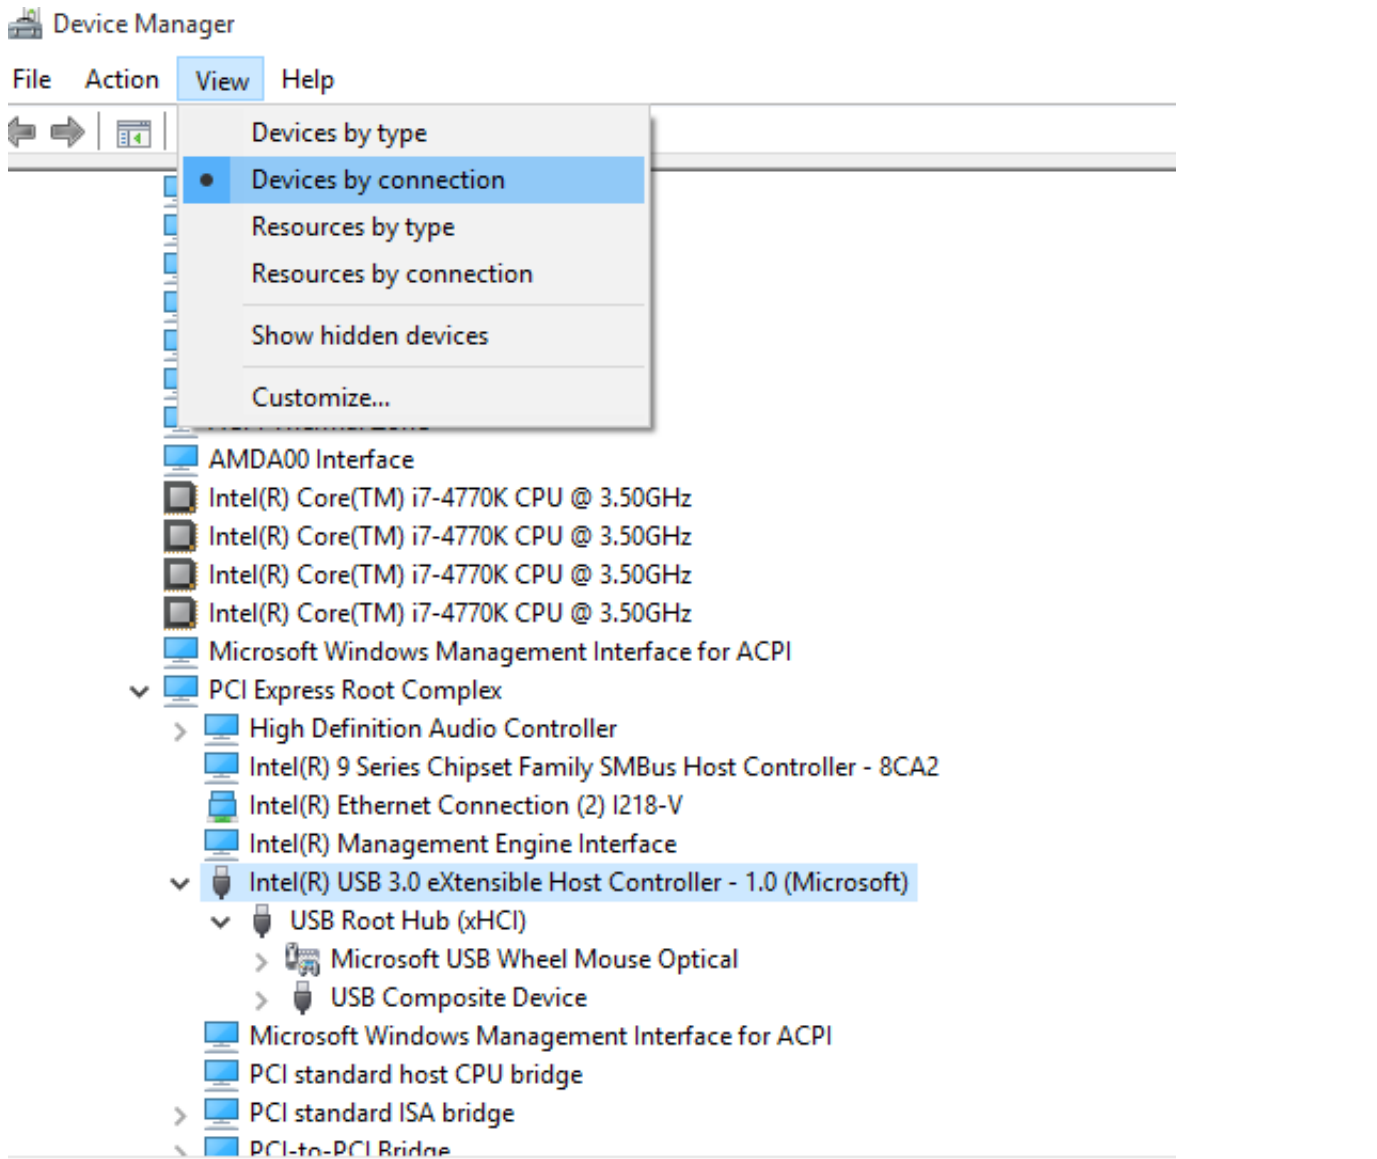 Device Manager
File Action View Help
Devices by type
Devices by connection
Resources by type
Resources by connection
Show hidden devices
Customize...
AMDA00 Interface
Intel(R) Core(TM) i7-4770K CPU @ 3.50GHz
Intel(R) Core(TM) i7-4770K CPU @ 3.50GHz
Intel(R) Core(TM) i7-4770K CPU @ 3.50GHz
Intel(R) Core(TM) i7-4770K CPU @ 3.50GHz
Microsoft Windows Management Interface for ACPI
PCI Express Root Complex
High Definition Audio Controller
Intel(R) 9 Series Chipset Family SMBus Host Controller - 8CA2
Intel(R) Ethernet Connection (2) I218-V
Intel(R) Management Engine Interface
Intel(R) USB 3.0 eXtensible Host Controller - 1.0 (Microsoft)
USB Root Hub (xHCI)
Microsoft USB Wheel Mouse Optical
USB Composite Device
Microsoft Windows Management Interface for ACPI
PCI standard host CPU bridge
PCI standard ISA bridge
PCI-to-PCI Bridge